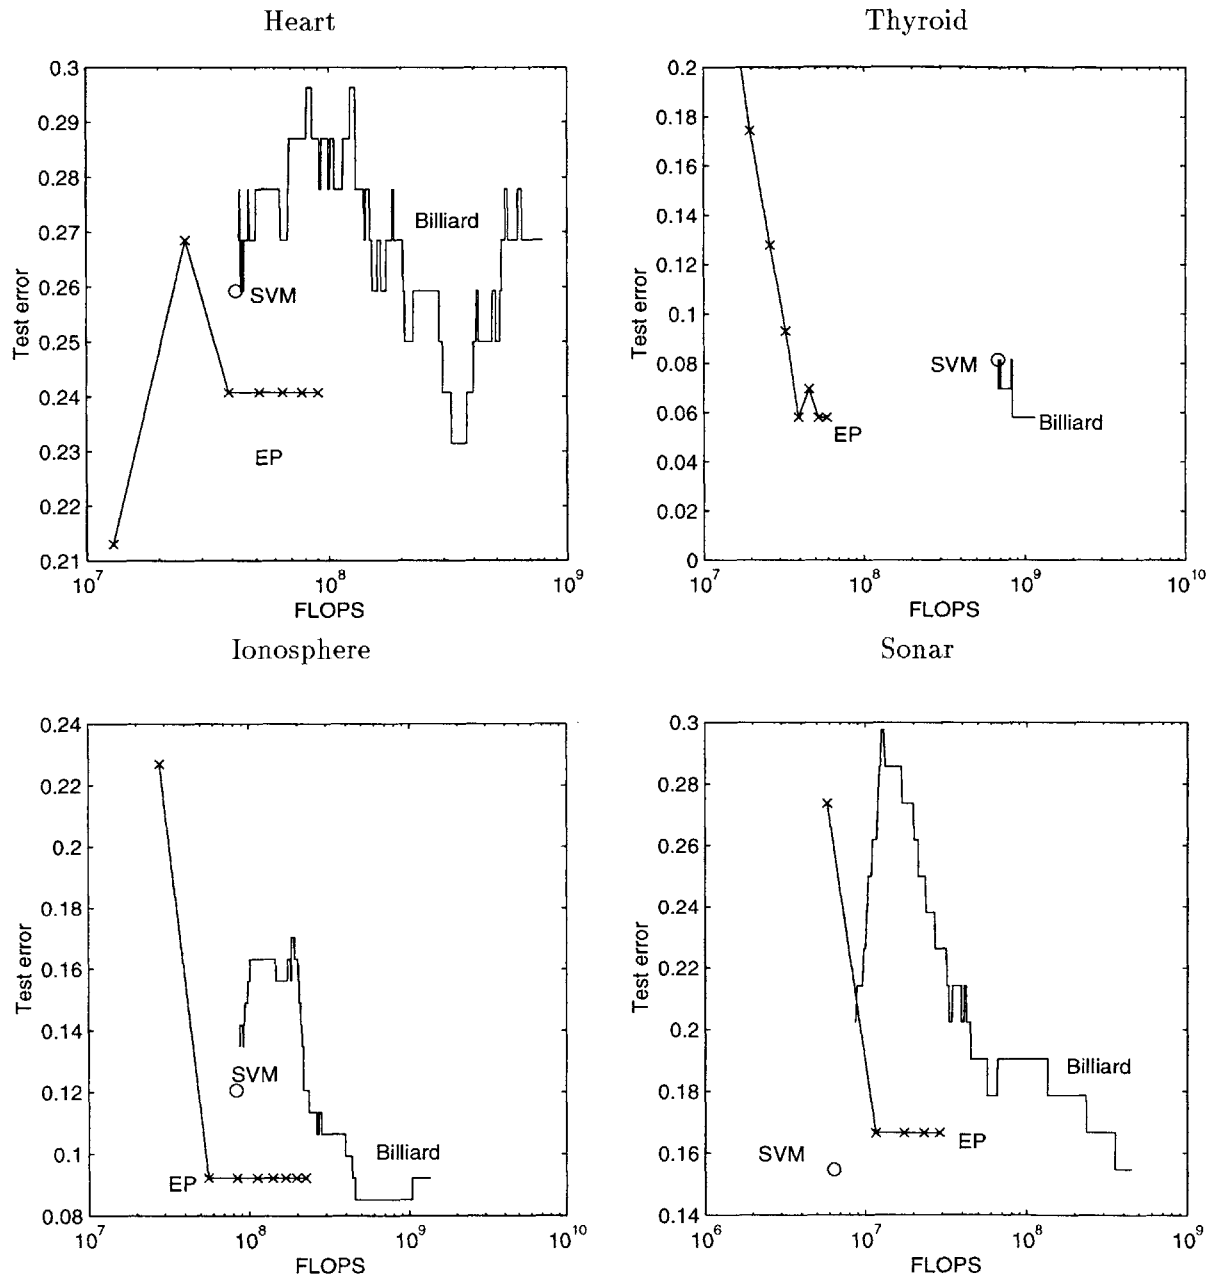 Heart
0.3
0.29
0.28
0.27
0.26
0.25
0.24
0.23
0.22
0.21
Test error
Billiard
SVM
EP
10^7
10^8
10^9
FLOPS
Thyroid
0.2
0.18
0.16
0.14
0.12
0.1
0.08
0.06
0.04
0.02
0
Test error
SVM
Billiard
EP
10^7
10^8
10^9
10^10
FLOPS
Ionosphere
0.24
0.22
0.2
0.18
0.16
0.14
0.12
0.1
0.08
Test error
SVM
Billiard
EP
10^7
10^8
10^9
10^10
FLOPS
Sonar
0.3
0.28
0.26
0.24
0.22
0.2
0.18
0.16
0.14
Test error
Billiard
EP
SVM
10^6
10^7
10^8
10^9
FLOPS